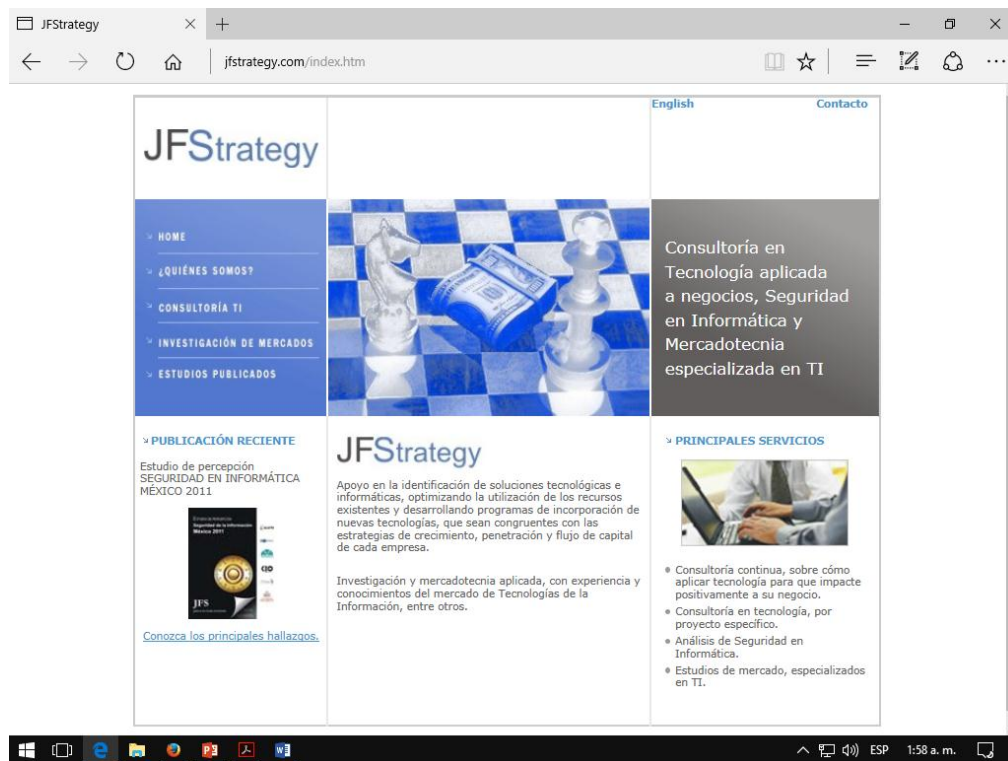 JFStrategy
jfstrategy.com/index.htm
English
Contacto
JFStrategy
HOME
¿QUIÉNES SOMOS?
CONSULTORÍA TI
INVESTIGACIÓN DE MERCADOS
ESTUDIOS PUBLICADOS
Consultoría en
Tecnología aplicada
a negocios, Seguridad
en Informática y
Mercadotecnia
especializada en TI
PUBLICACIÓN RECIENTE
Estudio de percepción
SEGURIDAD EN INFORMÁTICA
MÉXICO 2011
Seguridad de la Información
México 2011
JFS
Conozca los principales hallazgos.
JFStrategy
Apoyo en la identificación de soluciones tecnológicas e
informáticas, optimizando la utilización de los recursos
existentes y desarrollando programas de incorporación de
nuevas tecnologías, que sean congruentes con las
estrategias de crecimiento, penetración y flujo de capital
de cada empresa.
Investigación y mercadotecnia aplicada, con experiencia y
conocimientos del mercado de Tecnologías de la
Información, entre otros.
PRINCIPALES SERVICIOS
Consultoría continua, sobre cómo
aplicar tecnología para que impacte
positivamente a su negocio.
Consultoría en tecnología, por
proyecto específico.
Análisis de Seguridad en
Informática.
Estudios de mercado, especializados
en TI.
ESP
1:58 a. m.